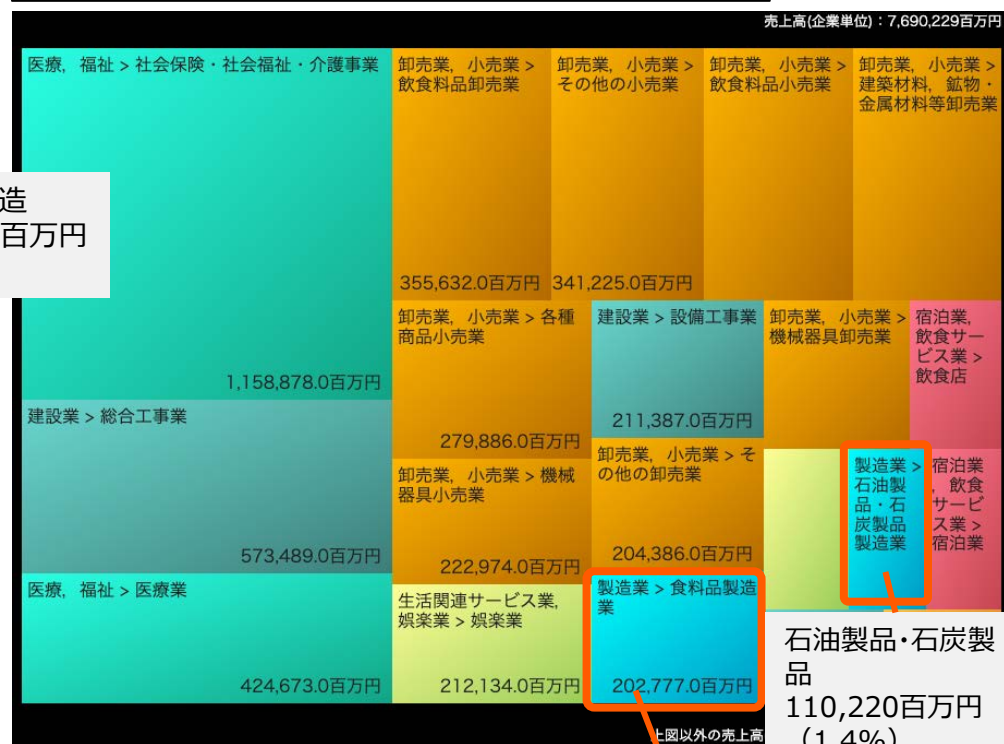 売上高(企業単位)：7,690,229百万円
医療，福祉 > 社会保険・社会福祉・介護事業
1,158,878.0百万円
卸売業，小売業 >
飲食料品卸売業
355,632.0百万円
卸売業，小売業 >
その他の小売業
341,225.0百万円
卸売業，小売業 >
飲食料品小売業
卸売業，小売業 >
建築材料，鉱物・
金属材料等卸売業
造
百万円
卸売業，小売業 > 各種
商品小売業
279,886.0百万円
建設業 > 設備工事業
211,387.0百万円
卸売業，小売業 >
機械器具卸売業
宿泊業，
飲食サー
ビス業 >
飲食店
建設業 > 総合工事業
573,489.0百万円
卸売業，小売業 > 機械
器具小売業
222,974.0百万円
卸売業，小売業 > そ
の他の卸売業
204,386.0百万円
製造業 >
石油製
品・石
炭製品
製造業
宿泊業
，飲食
サービ
ス業 >
宿泊業
医療，福祉 > 医療業
424,673.0百万円
生活関連サービス業，
娯楽業 > 娯楽業
212,134.0百万円
製造業 > 食料品製造
業
202,777.0百万円
石油製品・石炭製
品
110,220百万円
（1.4%）
上図以外の売上高